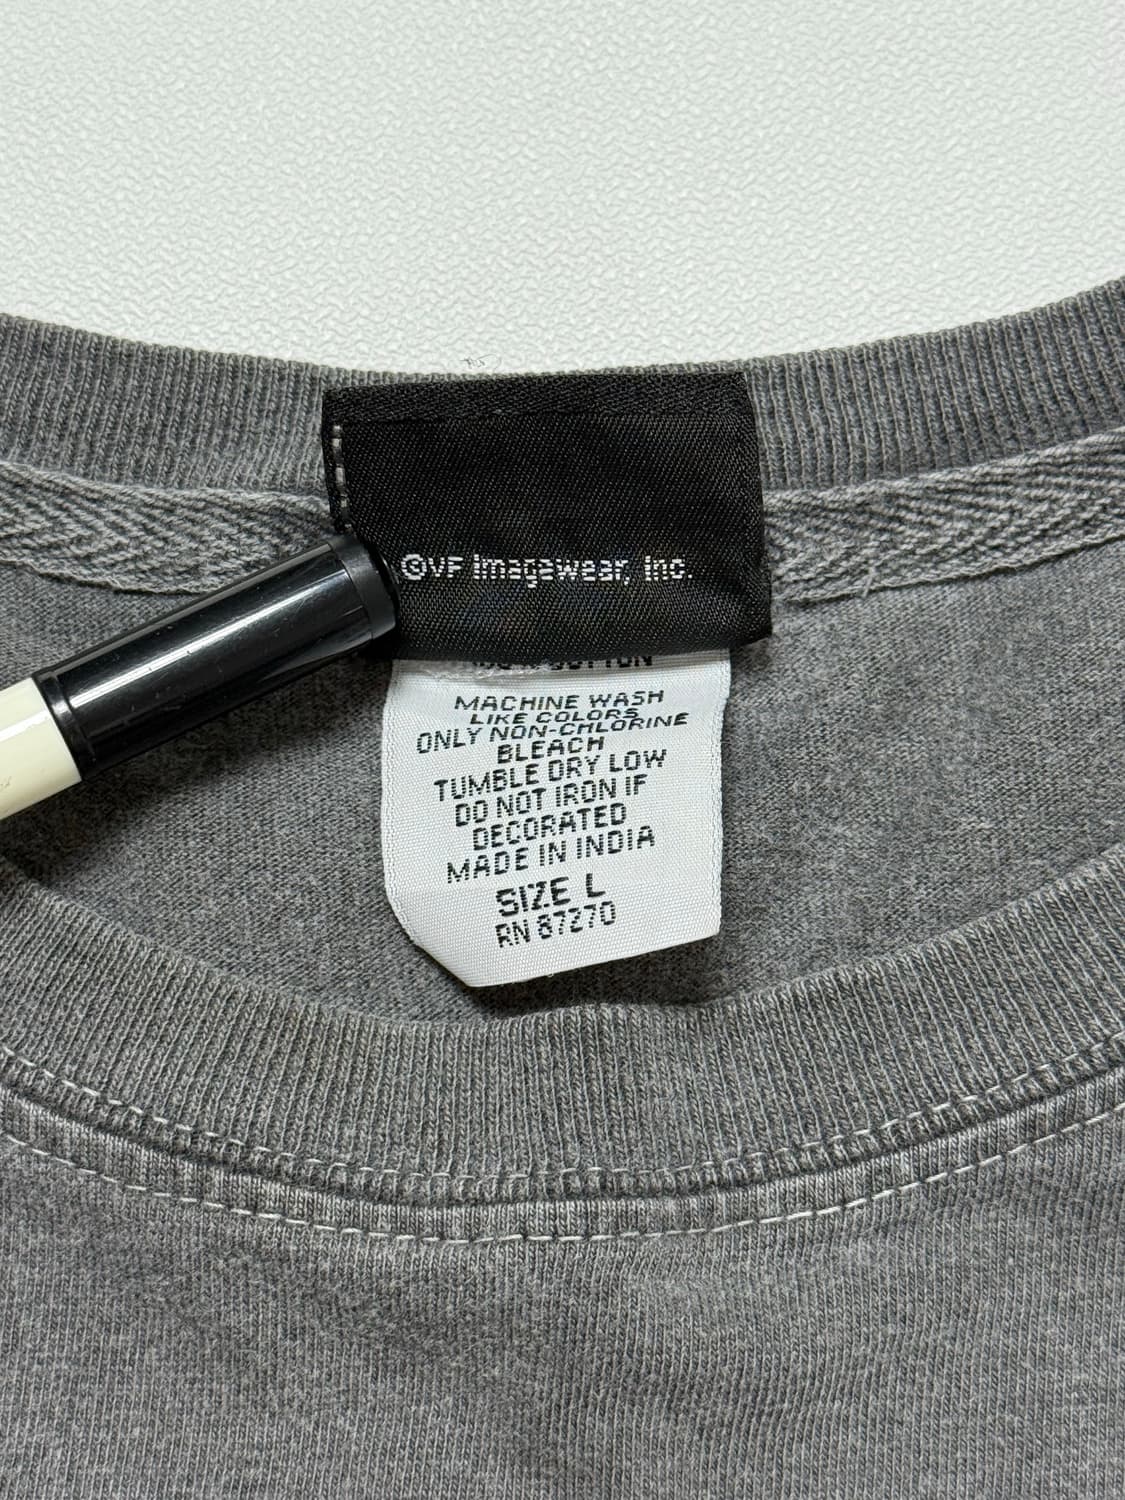 ©VF Imagewear, Inc.
COTTON
MACHINE WASH
LIKE COLORS
ONLY NON-CHLORINE
BLEACH
TUMBLE DRY LOW
DO NOT IRON IF
DECORATED
MADE IN INDIA
SIZE L
RN 87270